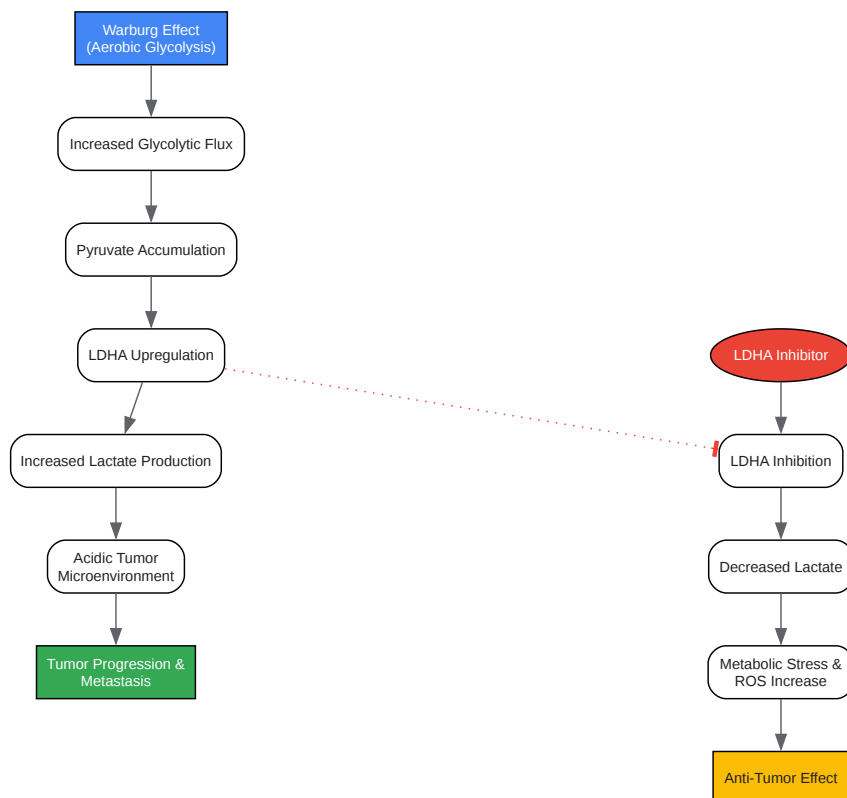 Warburg Effect
(Aerobic Glycolysis)
Increased Glycolytic Flux
Pyruvate Accumulation
LDHA Upregulation
Increased Lactate Production
Acidic Tumor
Microenvironment
Tumor Progression &
Metastasis
LDHA Inhibitor
LDHA Inhibition
Decreased Lactate
Metabolic Stress &
ROS Increase
Anti-Tumor Effect